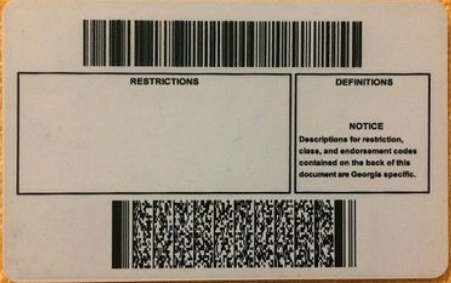 RESTRICTIONS
DEFINITIONS
NOTICE
Descriptions for restriction,
class, and endorsement codes
contained on the back of this
document are Georgia specific.